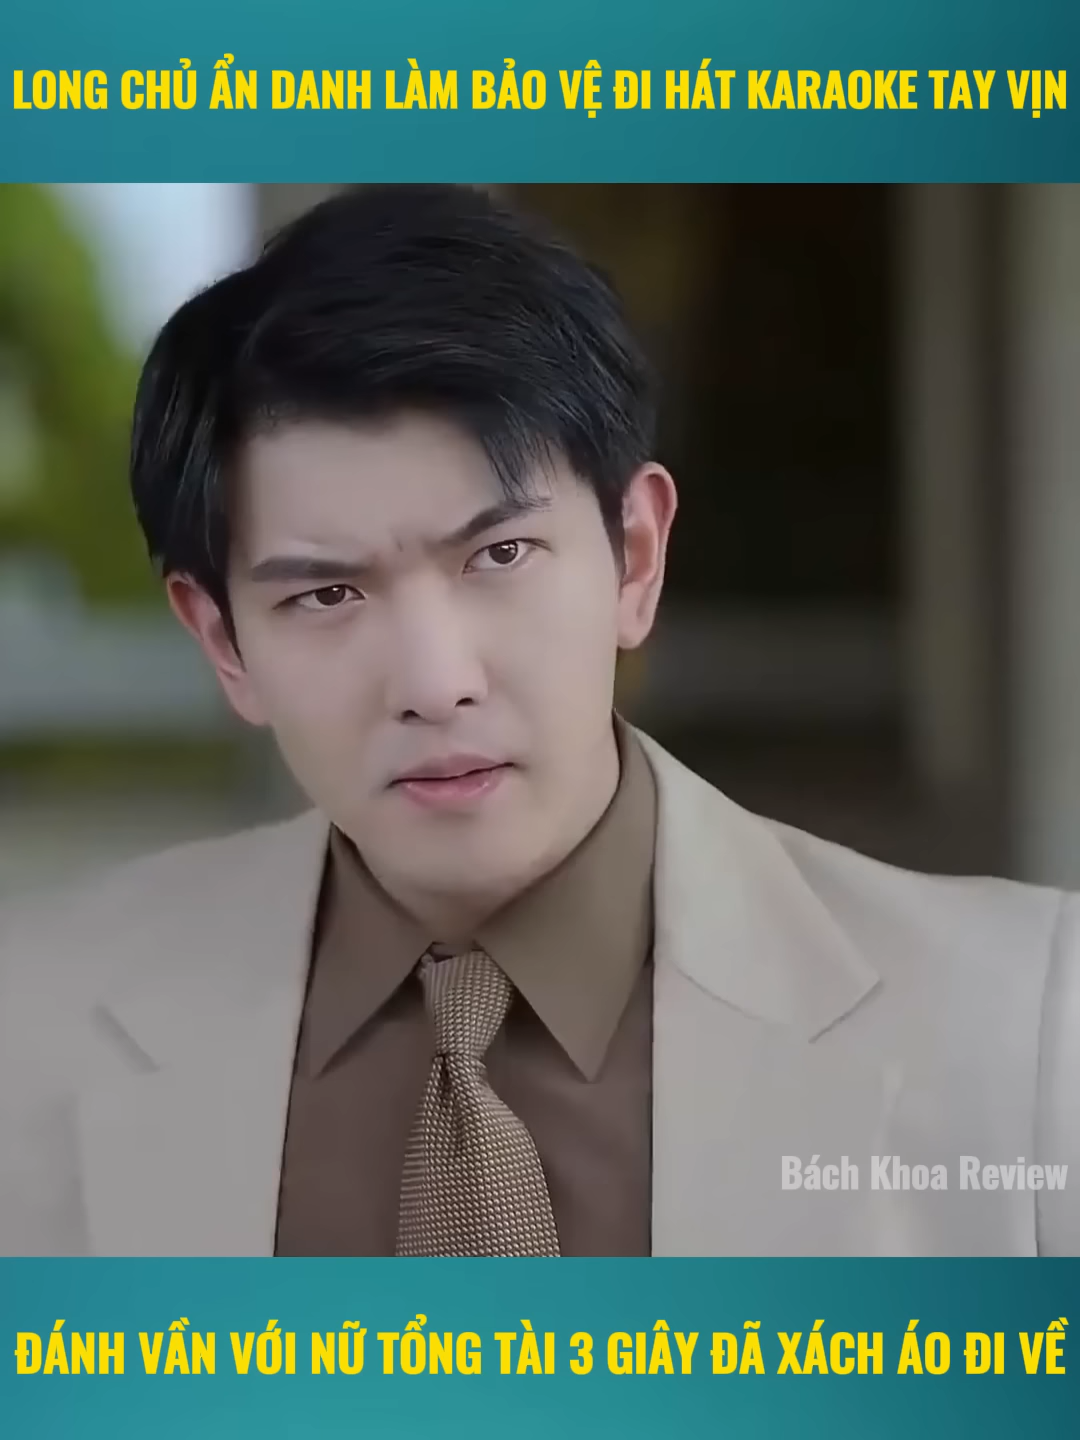 LONG CHỦ ẨN DANH LÀM BẢO VỆ ĐI HÁT KARAOKE TAY VỊN
Bách Khoa Review
ĐÁNH VẦN VỚI NỮ TỔNG TÀI 3 GIÂY ĐÃ XÁCH ÁO ĐI VỀ